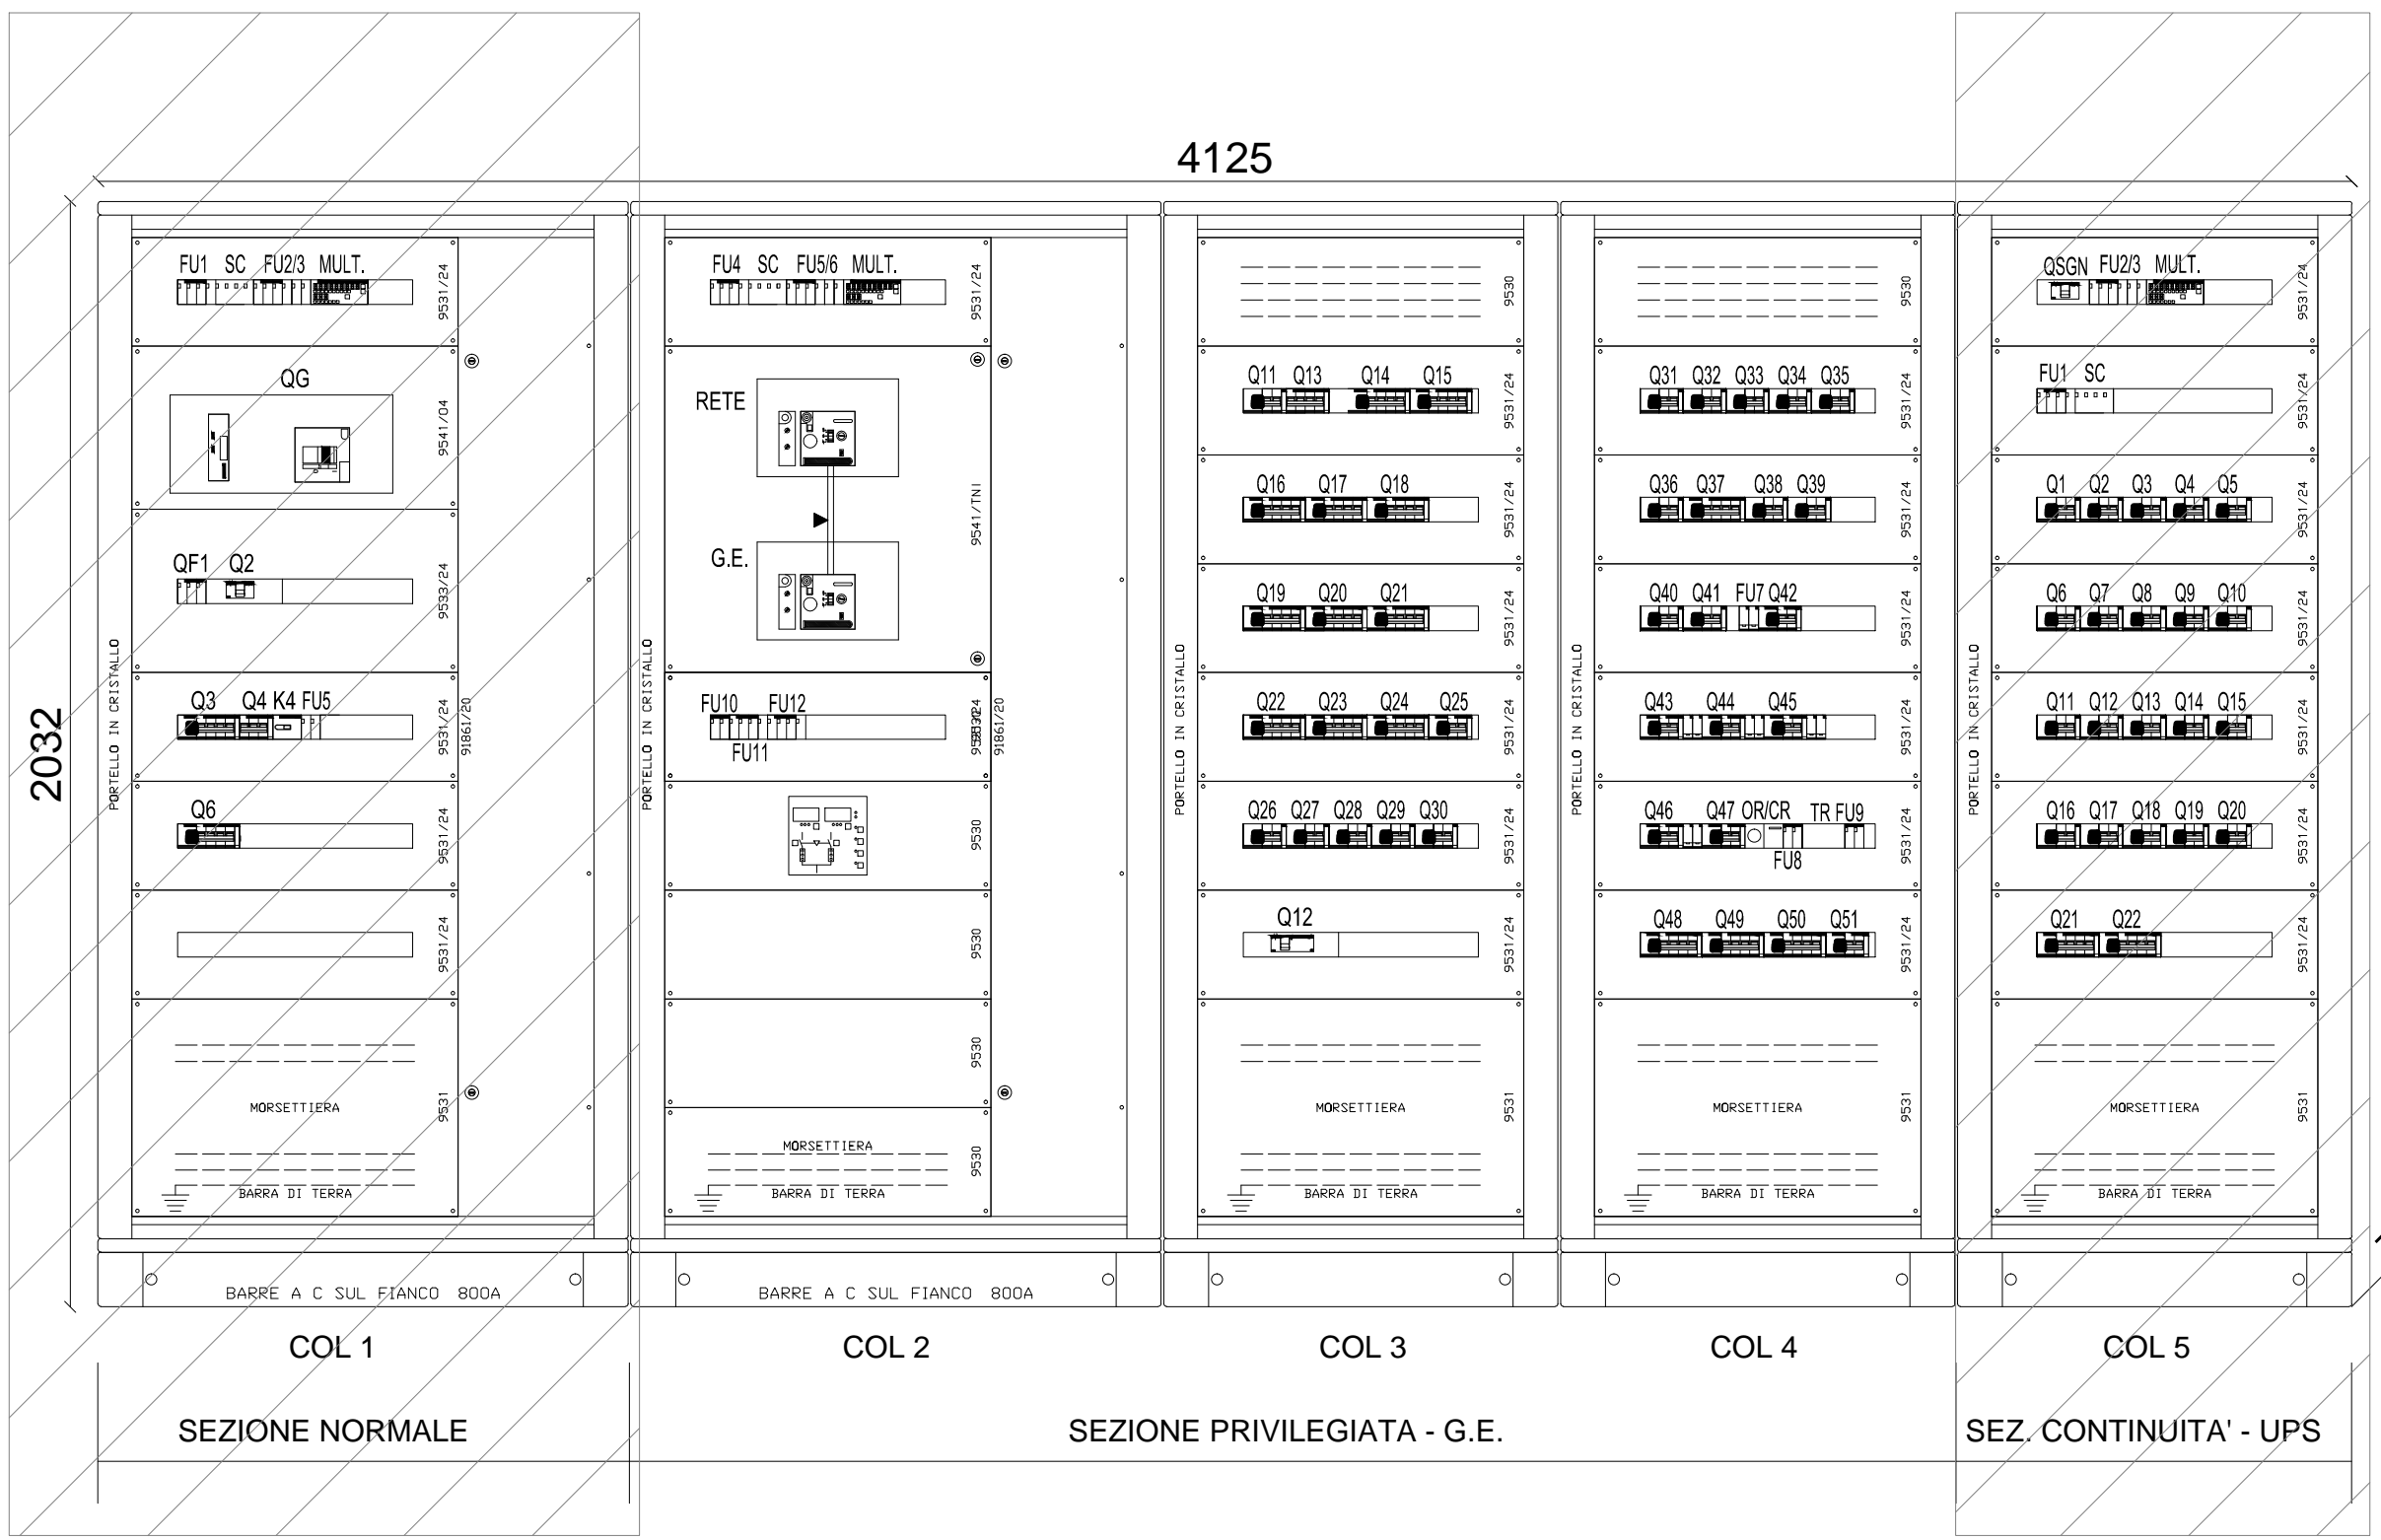 4125
2032
PORTELLO IN CRISTALLO
FU1 SC FU2/3 MULT.
9531/24
QG
9541/04
QF1 Q2
9533/24
Q3 Q4 K4 FU5
9531/24
91861/20
Q6
9531/24
9531/24
MORSETTIERA
9531
BARRA DI TERRA
BARRE A C SUL FIANCO 800A
PORTELLO IN CRISTALLO
FU4 SC FU5/6 MULT.
9531/24
RETE
9541/TNI
G.E.
FU10 FU12
FU11
91861/20
9530
9530
9530
MORSETTIERA
9530
BARRA DI TERRA
BARRE A C SUL FIANCO 800A
PORTELLO IN CRISTALLO
9530
Q11 Q13 Q14 Q15
9531/24
Q16 Q17 Q18
9531/24
Q19 Q20 Q21
9531/24
Q22 Q23 Q24 Q25
9531/24
Q26 Q27 Q28 Q29 Q30
9531/24
Q12
9531/24
MORSETTIERA
9531
BARRA DI TERRA
PORTELLO IN CRISTALLO
9530
Q31 Q32 Q33 Q34 Q35
9531/24
Q36 Q37 Q38 Q39
9531/24
Q40 Q41 FU7 Q42
9531/24
Q43 Q44 Q45
9531/24
Q46 Q47 OR/CR TR FU9
FU8
9531/24
Q48 Q49 Q50 Q51
9531/24
MORSETTIERA
9531
BARRA DI TERRA
PORTELLO IN CRISTALLO
QSGN FU2/3 MULT.
9531/24
FU1 SC
9531/24
Q1 Q2 Q3 Q4 Q5
9531/24
Q6 Q7 Q8 Q9 Q10
9531/24
Q11 Q12 Q13 Q14 Q15
9531/24
Q16 Q17 Q18 Q19 Q20
9531/24
Q21 Q22
9531/24
MORSETTIERA
9531
BARRA DI TERRA
COL 1
COL 2
COL 3
COL 4
COL 5
SEZIONE NORMALE
SEZIONE PRIVILEGIATA - G.E.
SEZ. CONTINUITA' - UPS